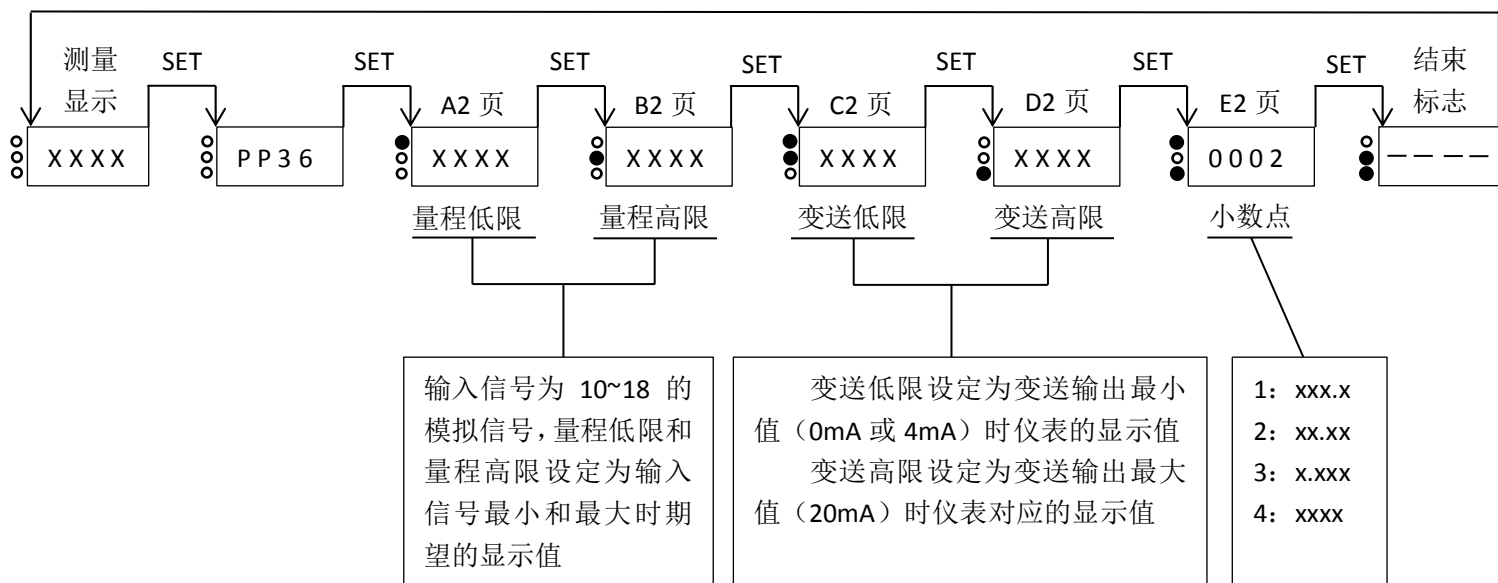 测量
显示
SET
SET
SET
SET
SET
SET
SET
结束
标志
A2 页
B2 页
C2 页
D2 页
E2 页
XXXX
PP36
XXXX
XXXX
XXXX
XXXX
0002
————
量程低限
量程高限
变送低限
变送高限
小数点
输入信号为 10~18 的
模拟信号，量程低限和
量程高限设定为输入
信号最小和最大时期
望的显示值
变送低限设定为变送输出最小
值（0mA 或 4mA）时仪表的显示值
变送高限设定为变送输出最大
值（20mA）时仪表对应的显示值
1：xxx.x
2：xx.xx
3：x.xxx
4：xxxx